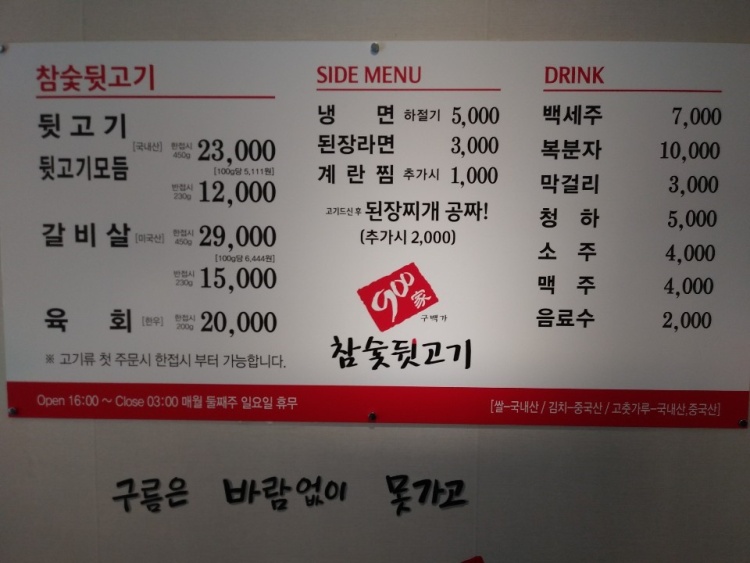 참숯뒷고기
뒷고기
뒷고기모듬
[국내산]
한접시 450g 23,000
[100g당 5,111원]
반접시 230g 12,000
갈비살 [미국산] 한접시 450g 29,000
[100g당 6,444원]
반접시 230g 15,000
육 회 [한우] 한접시 200g 20,000
※ 고기류 첫 주문시 한접시 부터 가능합니다.
SIDE MENU
냉 면 하절기 5,000
된장라면 3,000
계란찜 추가시 1,000
고기드신 후 된장찌개 공짜!
(추가시 2,000)
900家
구백가
참숯뒷고기
DRINK
백세주 7,000
복분자 10,000
막걸리 3,000
청 하 5,000
소 주 4,000
맥 주 4,000
음료수 2,000
Open 16:00 ~ Close 03:00 매월 둘째주 일요일 휴무
[쌀-국내산 / 김치-중국산 / 고춧가루-국내산,중국산]
구름은 바람없이 못가고